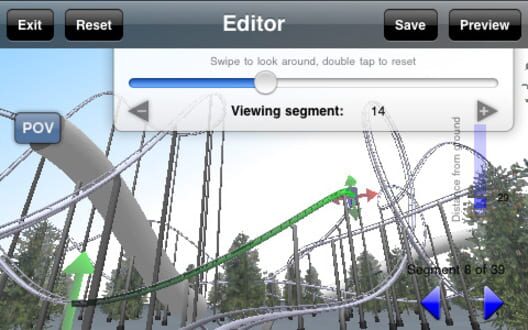 Exit
Reset
Editor
Save
Preview
Swipe to look around, double tap to reset
Viewing segment: 14
POV
Distance from ground
29
Segment 8 of 39